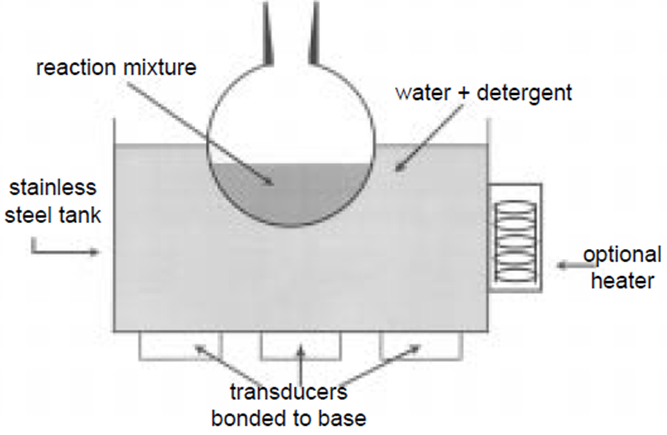 reaction mixture
water + detergent
stainless
steel tank
optional
heater
transducers
bonded to base